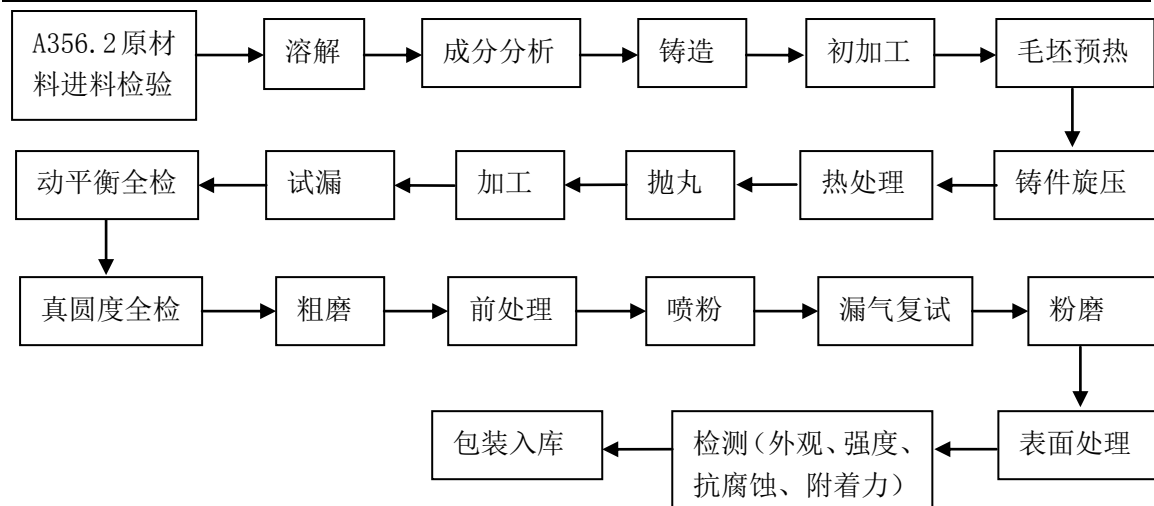 A356.2原材
料进料检验
溶解
成分分析
铸造
初加工
毛坯预热
铸件旋压
热处理
抛丸
加工
试漏
动平衡全检
真圆度全检
粗磨
前处理
喷粉
漏气复试
粉磨
表面处理
检测（外观、强度、
抗腐蚀、附着力）
包装入库